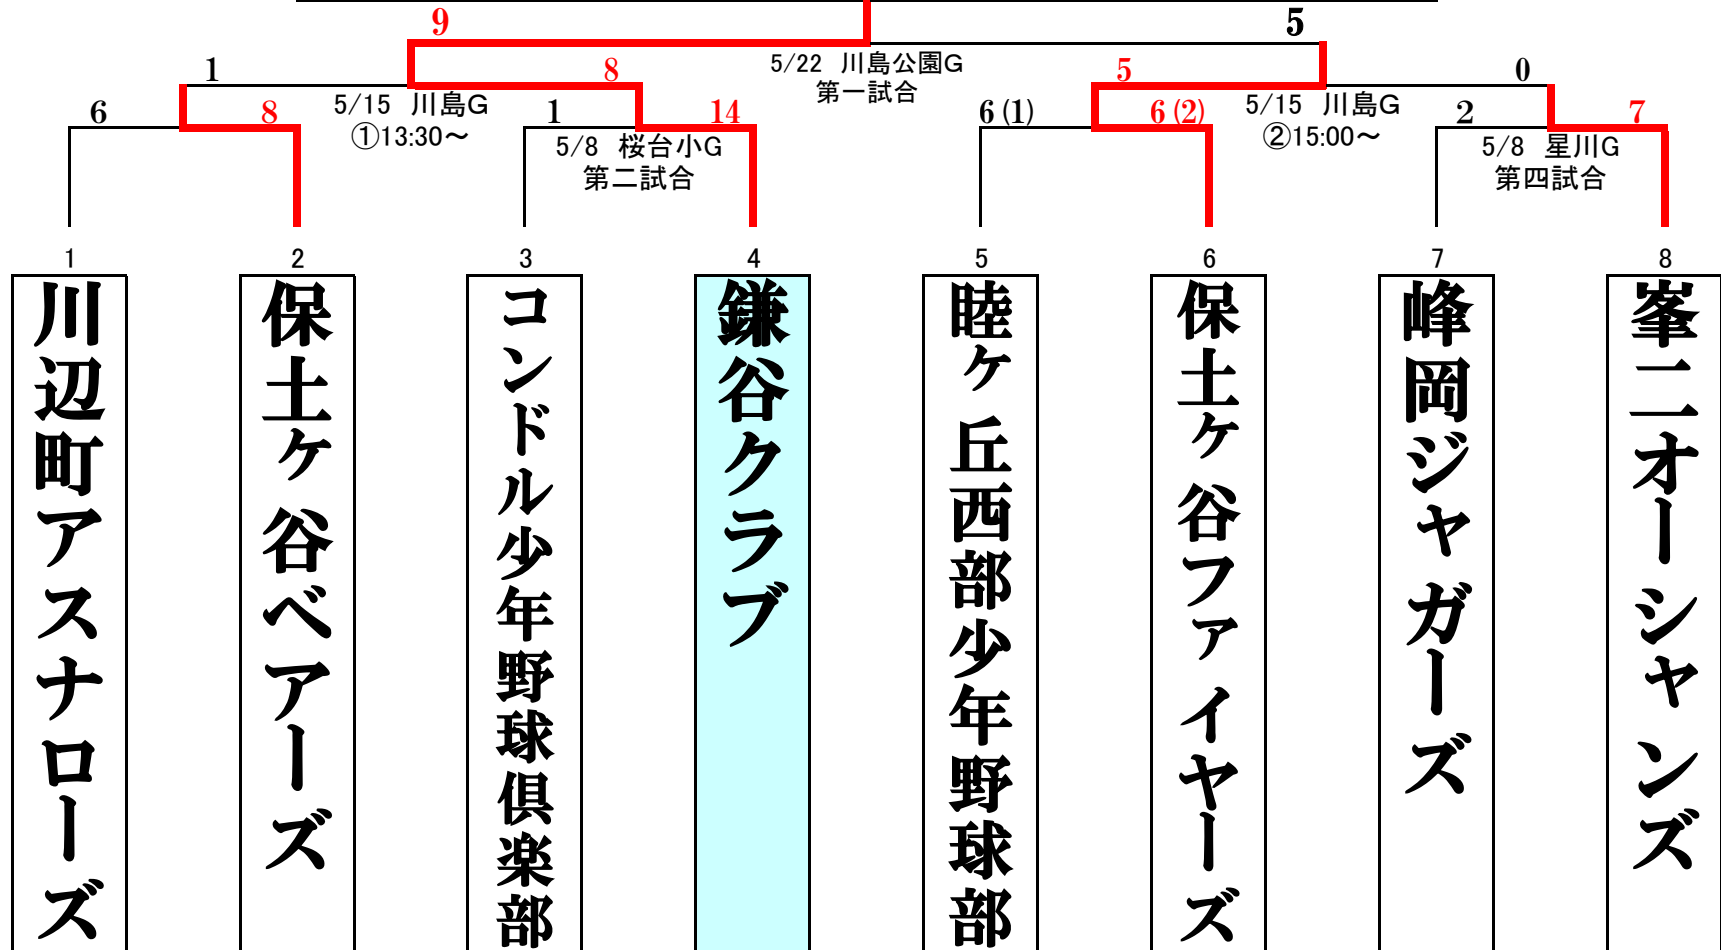 9
5
5/22 川島公園G
第一試合
1
8
5
0
5/15 川島G
①13:30～
5/15 川島G
②15:00～
6
8
1
14
6 (1)
6 (2)
2
7
5/8 桜台小G
第二試合
5/8 星川G
第四試合
1
2
3
4
5
6
7
8
川辺町アスナローズ
保土ヶ谷ベアーズ
コンドル少年野球倶楽部
鎌谷クラブ
睦ヶ丘西部少年野球部
保土ヶ谷ファイヤーズ
峰岡ジャガーズ
峯二オーシャンズ